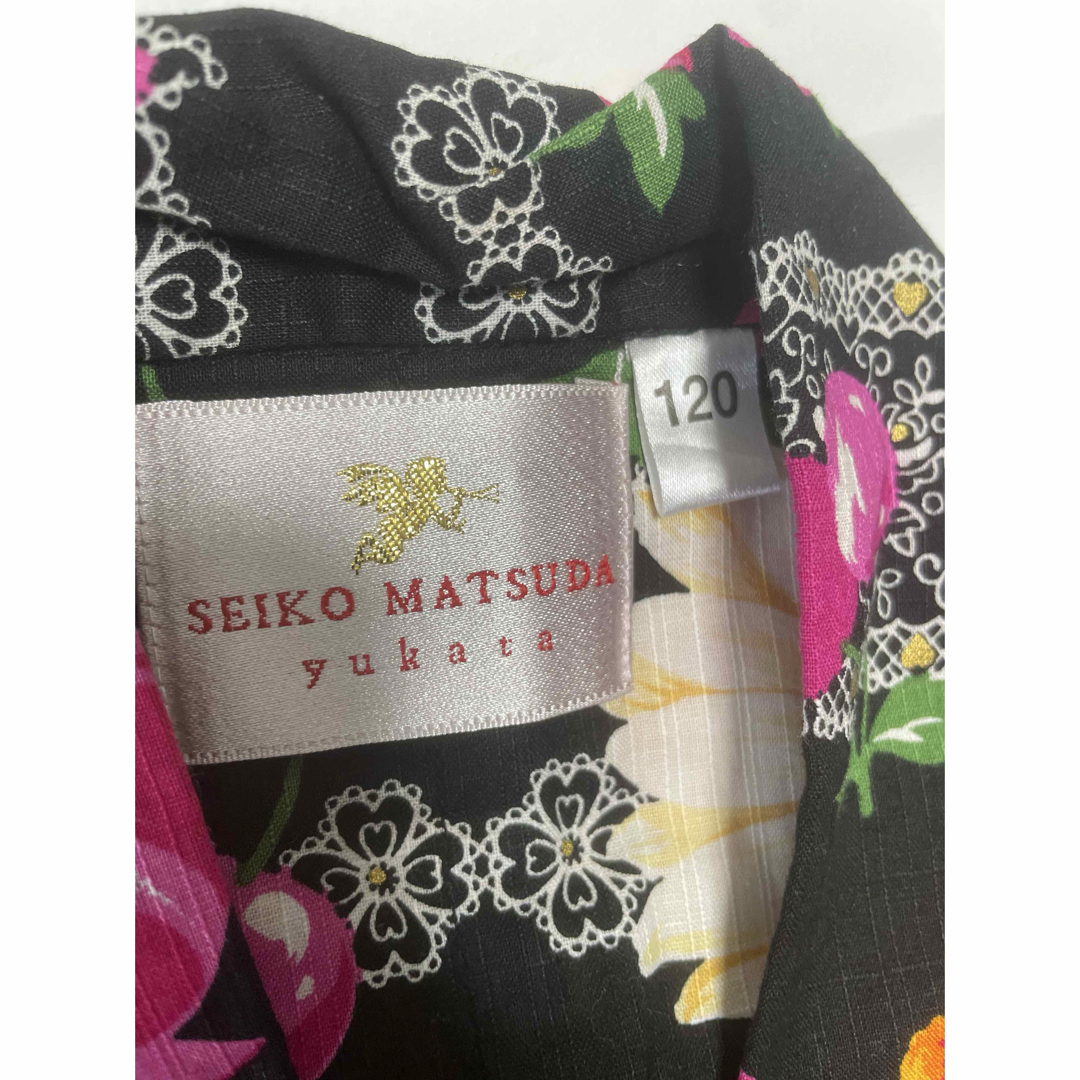 120
SEIKO MATSUDA
yukata